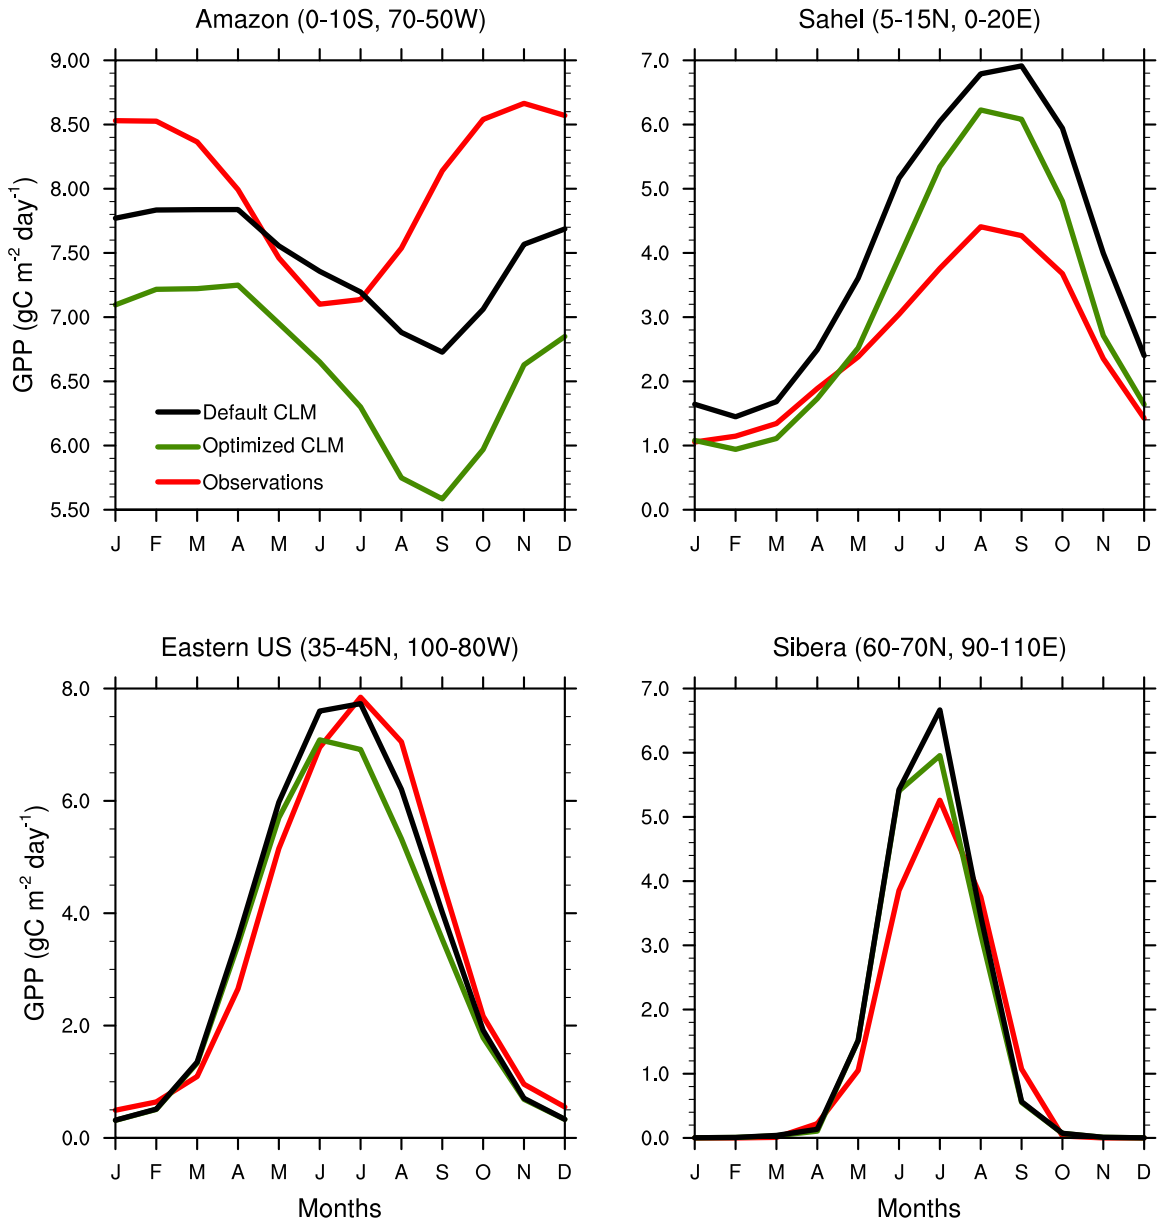 Amazon (0-10S, 70-50W)
9.00
8.50
8.00
7.50
7.00
6.50
6.00
5.50
GPP (gC m-2 day-1)
Default CLM
Optimized CLM
Observations
J F M A M J J A S O N D
Sahel (5-15N, 0-20E)
7.0
6.0
5.0
4.0
3.0
2.0
1.0
0.0
J F M A M J J A S O N D
Eastern US (35-45N, 100-80W)
8.0
6.0
4.0
2.0
0.0
GPP (gC m-2 day-1)
J F M A M J J A S O N D
Months
Sibera (60-70N, 90-110E)
7.0
6.0
5.0
4.0
3.0
2.0
1.0
0.0
J F M A M J J A S O N D
Months